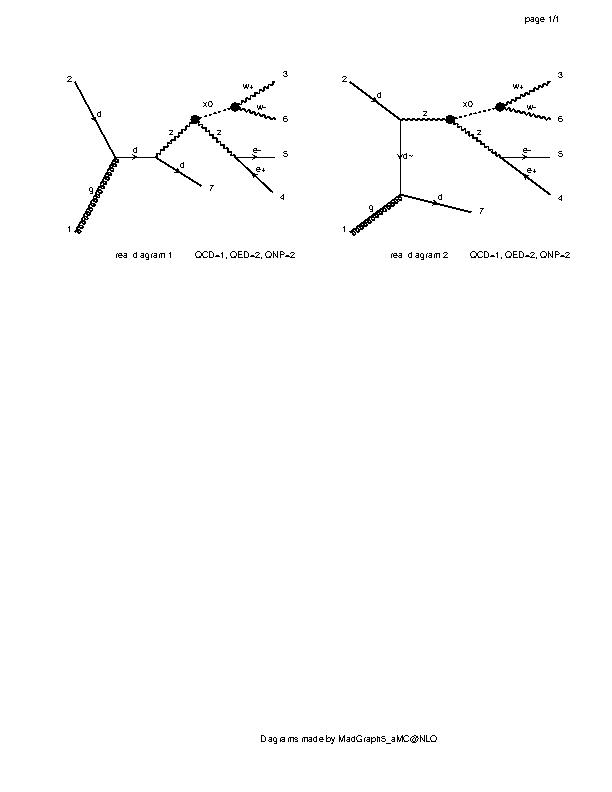 page 1/1
2
d
g
1
d
z
d
7
x0
z
w+
3
w-
6
e-
5
e+
4
real diagram 1 QCD=1, QED=2, QNP=2
2
d
z
x0
w+
3
w-
6
z
e-
5
e+
4
d~
g
1
d
7
real diagram 2 QCD=1, QED=2, QNP=2
Diagrams made by MadGraph5_aMC@NLO